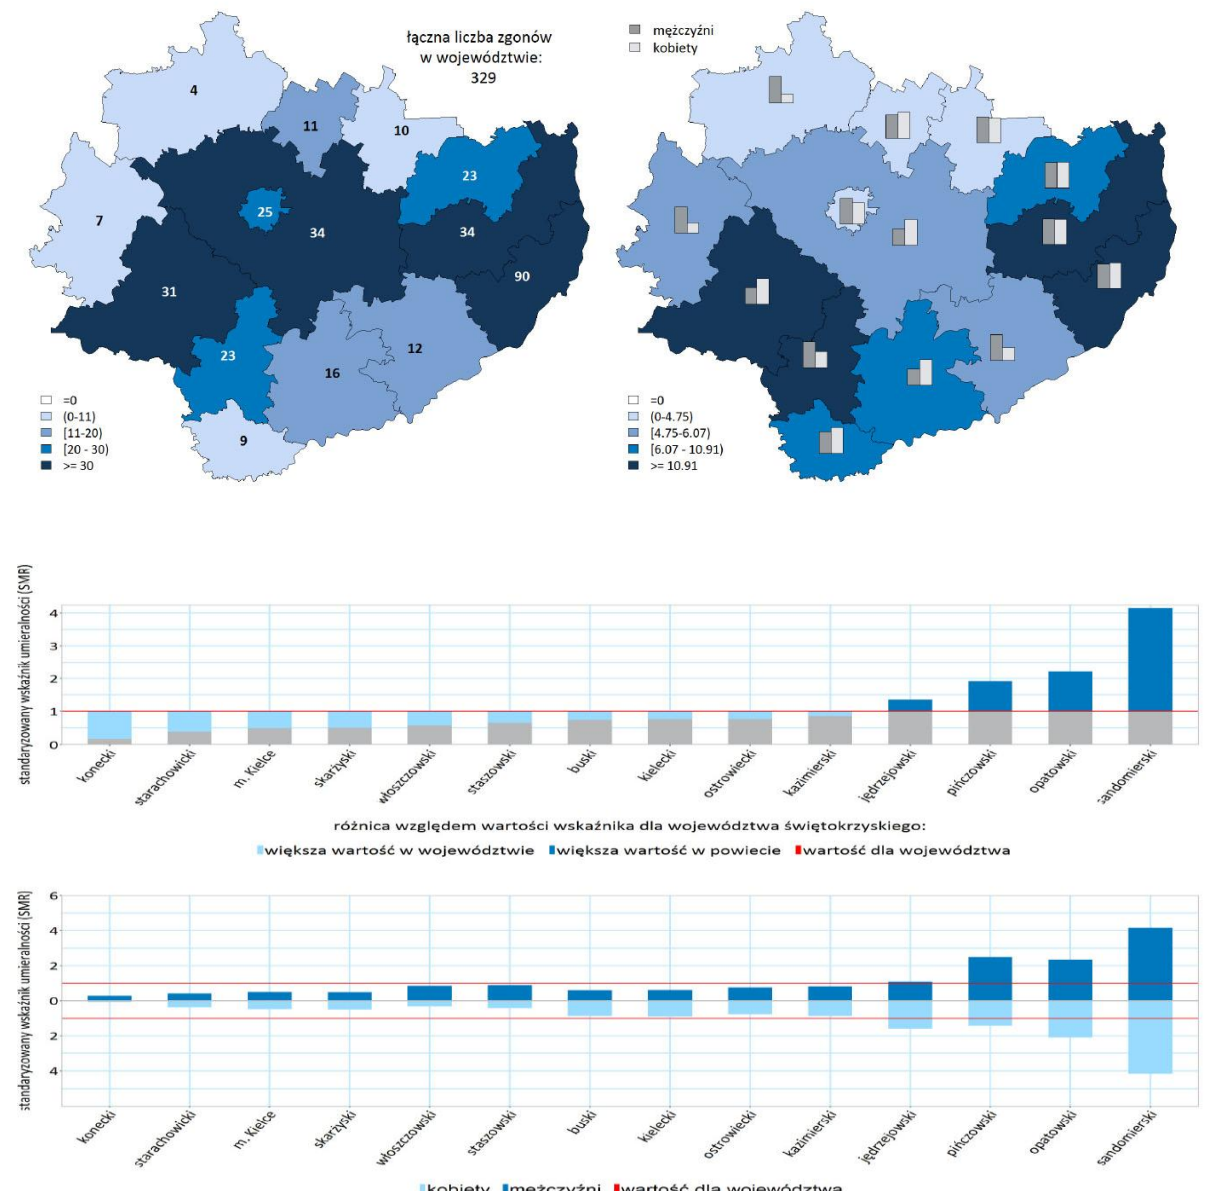 łączna liczba zgonów
w województwie:
329
4
11
10
23
7
25
34
34
90
31
23
12
16
9
=0
(0-11)
[11-20)
[20 - 30)
>= 30
mężczyźni
kobiety
=0
(0-4.75)
[4.75-6.07)
[6.07 - 10.91)
>= 10.91
standaryzowany wskaźnik umieralności (SMR)
4
3
2
1
0
konecki
starachowicki
m. Kielce
skarżyski
włoszczowski
staszowski
buski
kielecki
ostrowiecki
kazimierski
jędrzejowski
pińczowski
opatowski
sandomierski
różnica względem wartości wskaźnika dla województwa świętokrzyskiego:
większa wartość w województwie większa wartość w powiecie wartość dla województwa
standaryzowany wskaźnik umieralności (SMR)
6
4
2
0
2
4
konecki
starachowicki
m. Kielce
skarżyski
włoszczowski
staszowski
buski
kielecki
ostrowiecki
kazimierski
jędrzejowski
pińczowski
opatowski
sandomierski
kobiety mężczyźni wartość dla województwa